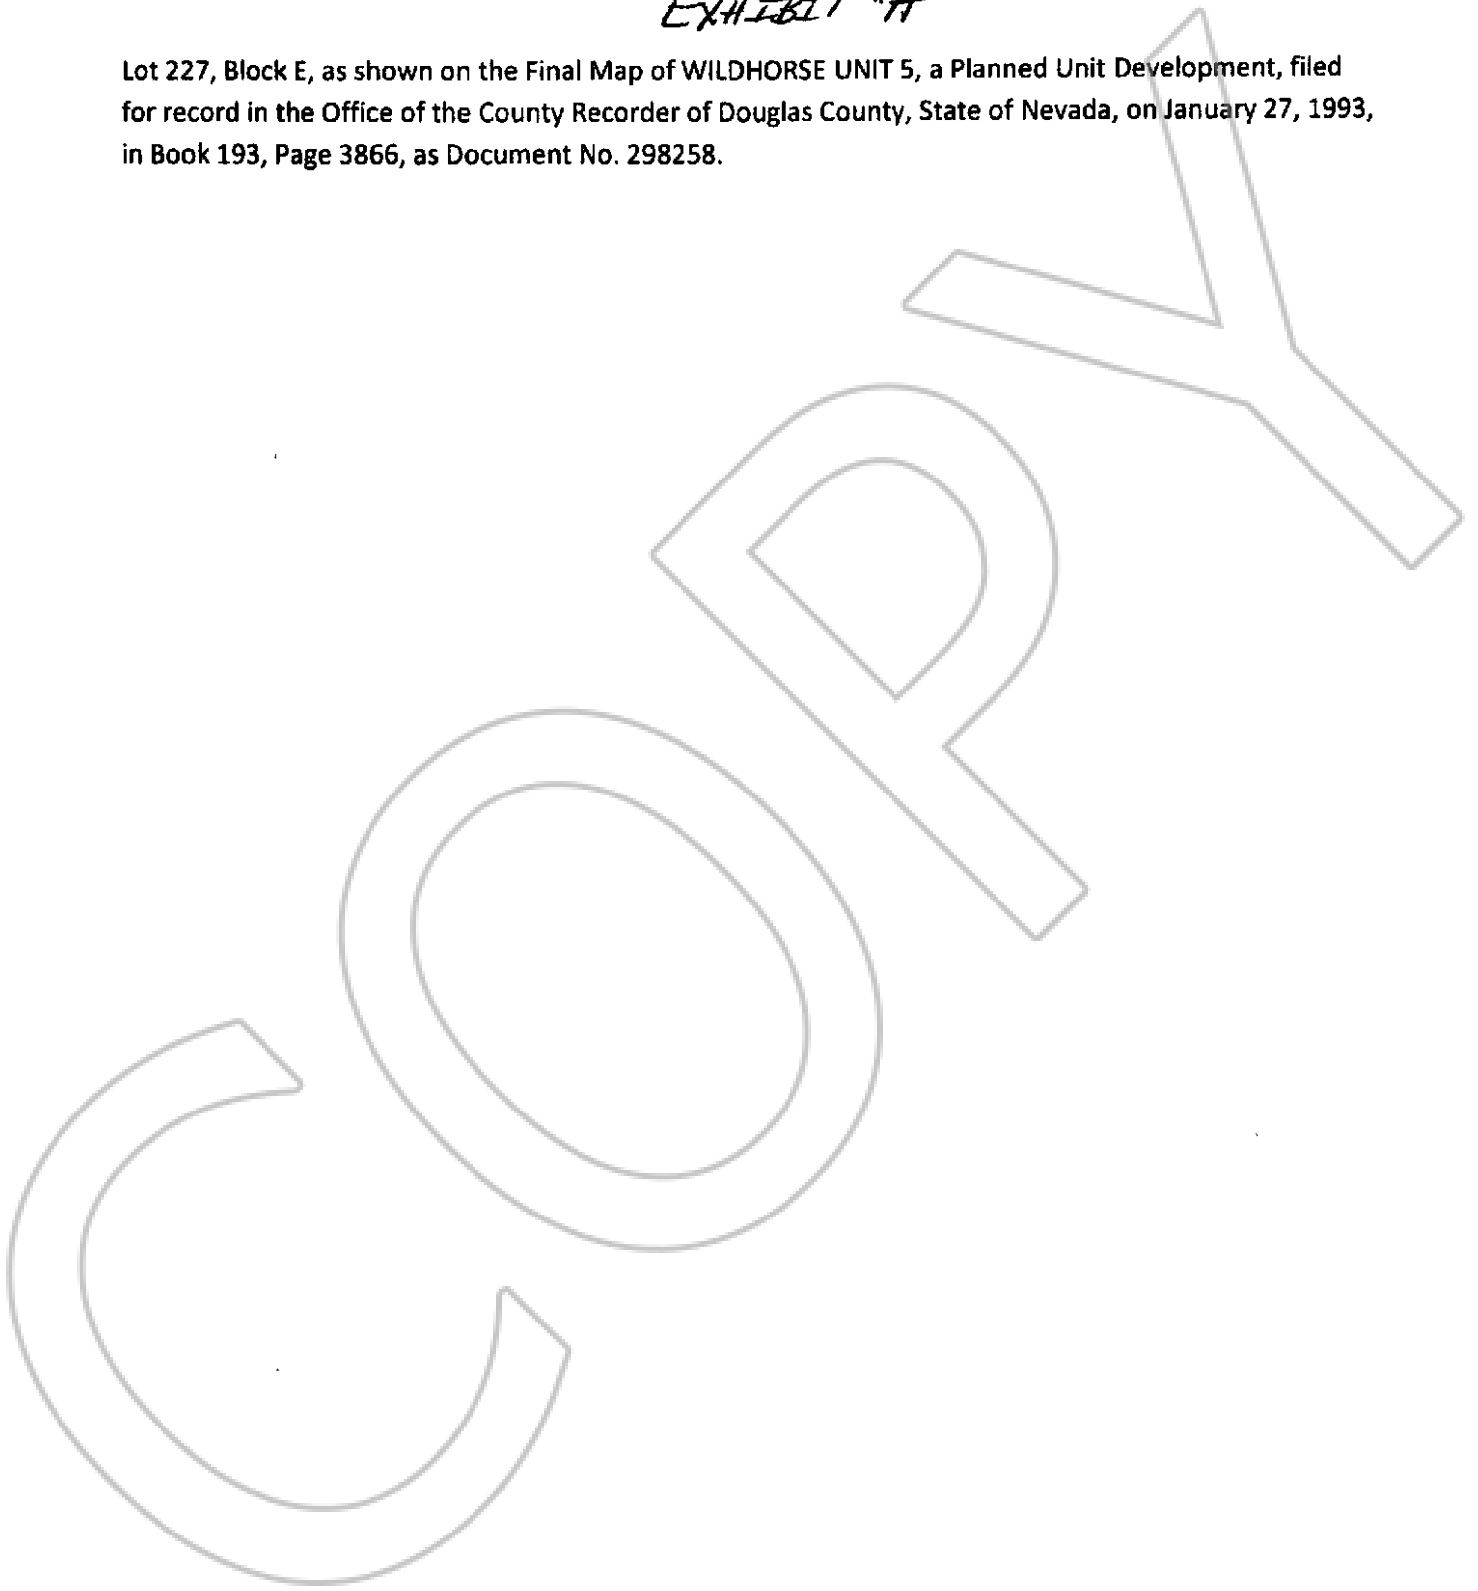 EXHIBIT "A
Lot 227, Block E, as shown on the Final Map of WILDHORSE UNIT 5, a Planned Unit Development, filed
for record in the Office of the County Recorder of Douglas County, State of Nevada, on January 27, 1993,
in Book 193, Page 3866, as Document No. 298258.
COPY